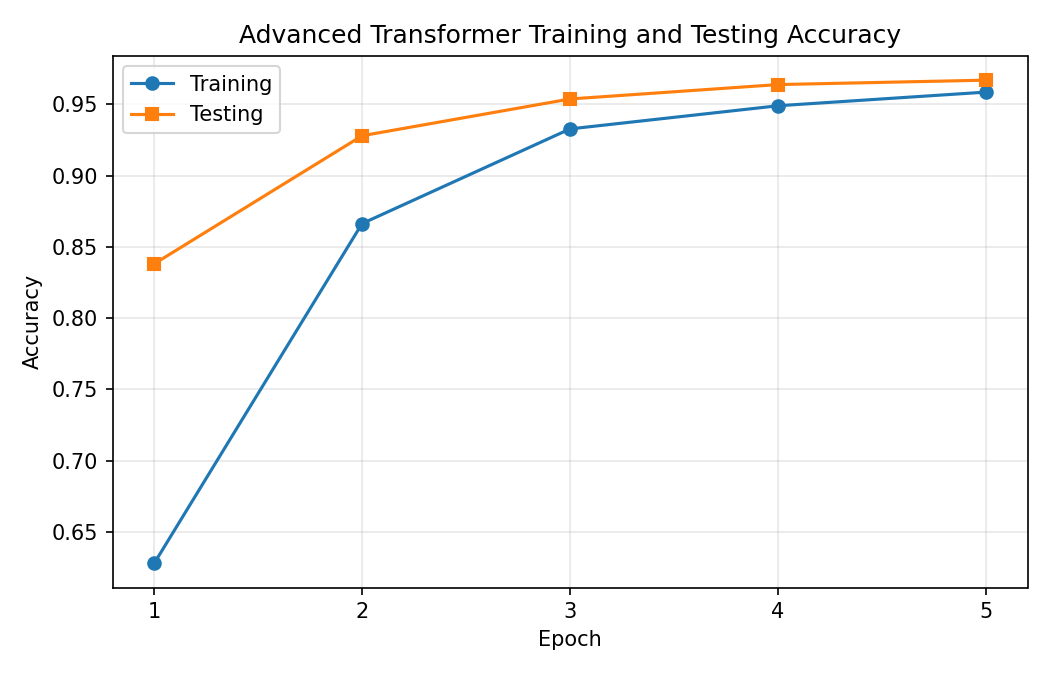 Advanced Transformer Training and Testing Accuracy
Training
Testing
0.95
0.90
0.85
0.80
0.75
0.70
0.65
Accuracy
1 2 3 4 5
Epoch